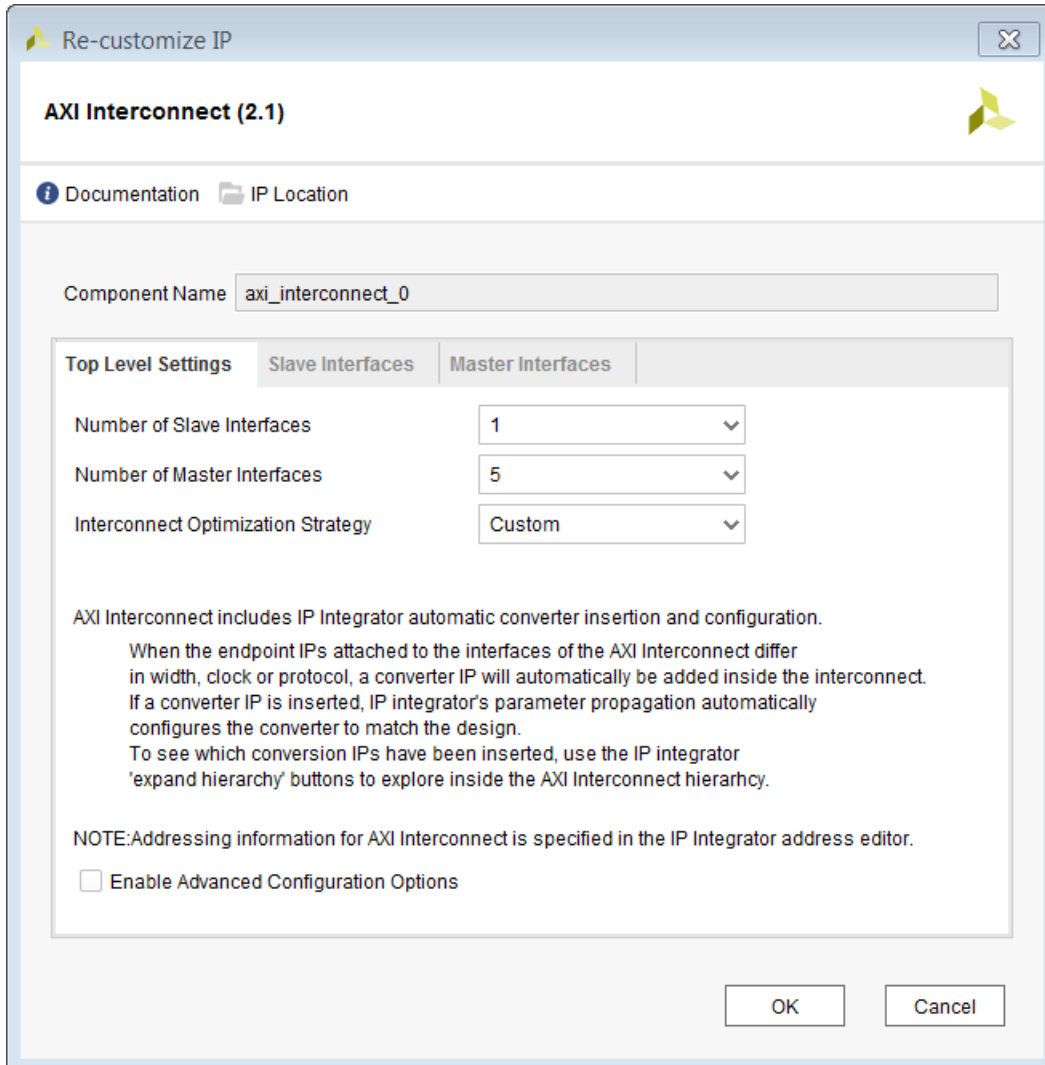 Re-customize IP
AXI Interconnect (2.1)
Documentation IP Location
Component Name axi_interconnect_0
Top Level Settings Slave Interfaces Master Interfaces
Number of Slave Interfaces 1
Number of Master Interfaces 5
Interconnect Optimization Strategy Custom
AXI Interconnect includes IP Integrator automatic converter insertion and configuration.
When the endpoint IPs attached to the interfaces of the AXI Interconnect differ
in width, clock or protocol, a converter IP will automatically be added inside the interconnect.
If a converter IP is inserted, IP integrator's parameter propagation automatically
configures the converter to match the design.
To see which conversion IPs have been inserted, use the IP integrator
'expand hierarchy' buttons to explore inside the AXI Interconnect hierarhcy.
NOTE:Addressing information for AXI Interconnect is specified in the IP Integrator address editor.
Enable Advanced Configuration Options
OK Cancel